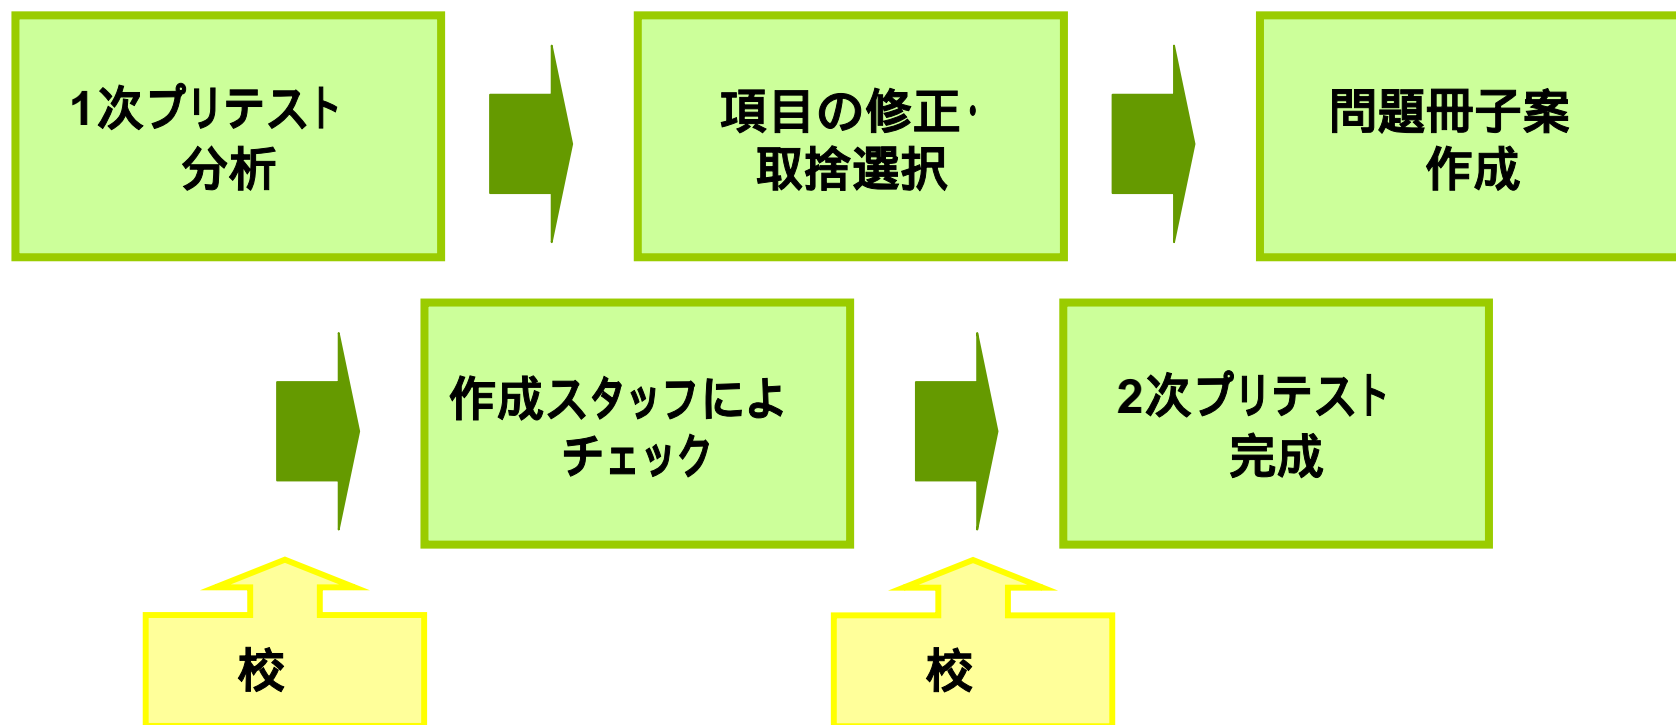 1次プリテスト
分析
項目の修正・
取捨選択
問題冊子案
作成
作成スタッフによ
チェック
2次プリテスト
完成
校
校